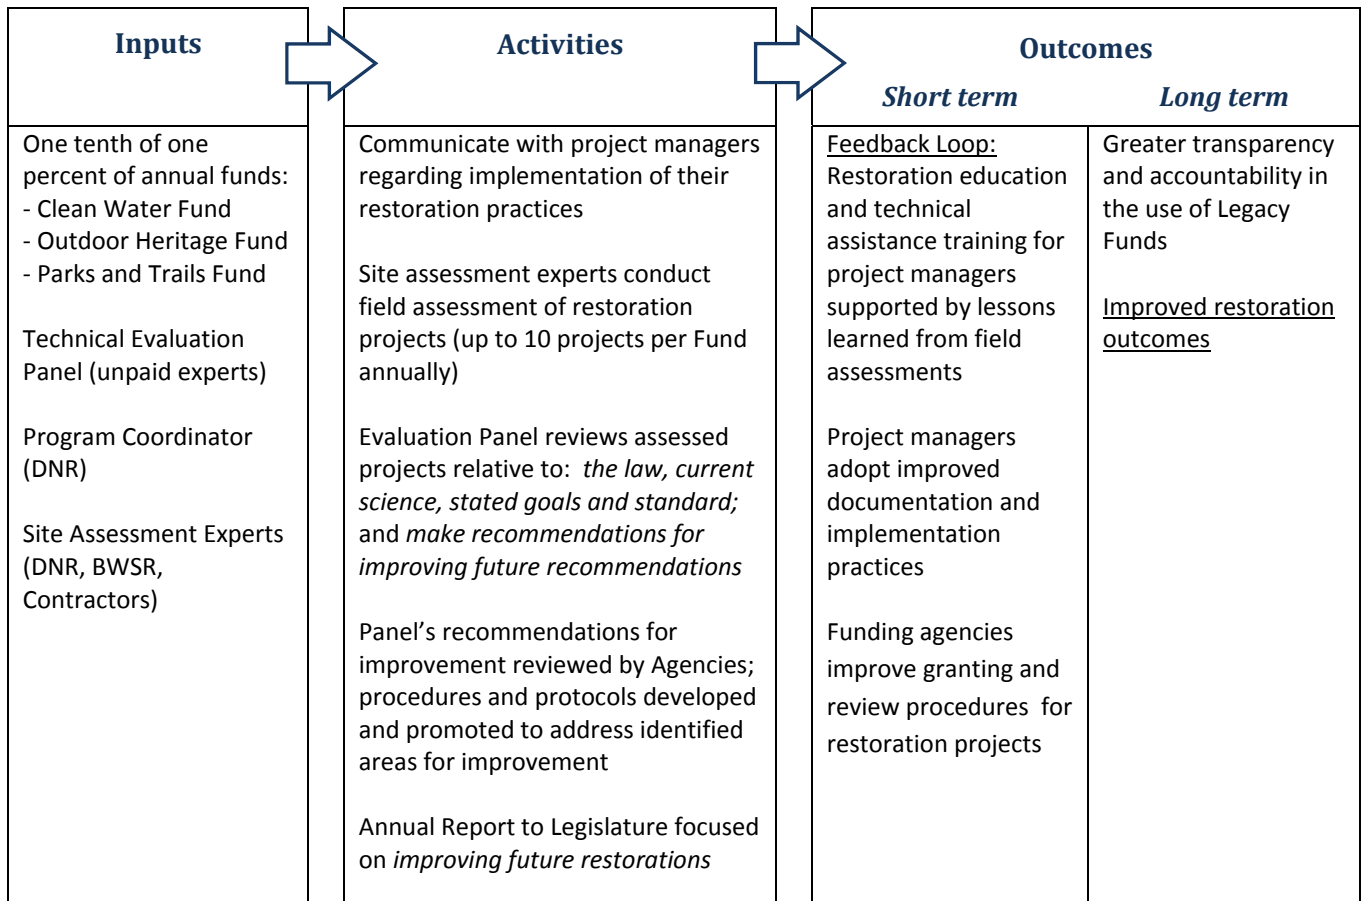 Inputs
One tenth of one
percent of annual funds:
- Clean Water Fund
- Outdoor Heritage Fund
- Parks and Trails Fund
Technical Evaluation
Panel (unpaid experts)
Program Coordinator
(DNR)
Site Assessment Experts
(DNR, BWSR,
Contractors)
Activities
Communicate with project managers
regarding implementation of their
restoration practices
Site assessment experts conduct
field assessment of restoration
projects (up to 10 projects per Fund
annually)
Evaluation Panel reviews assessed
projects relative to:  the law, current
science, stated goals and standard;
and make recommendations for
improving future recommendations
Panel’s recommendations for
improvement reviewed by Agencies;
procedures and protocols developed
and promoted to address identified
areas for improvement
Annual Report to Legislature focused
on improving future restorations
Outcomes
Short term
Feedback Loop:
Restoration education
and technical
assistance training for
project managers
supported by lessons
learned from field
assessments
Project managers
adopt improved
documentation and
implementation
practices
Funding agencies
improve granting and
review procedures  for
restoration projects
Long term
Greater transparency
and accountability in
the use of Legacy
Funds
Improved restoration
outcomes